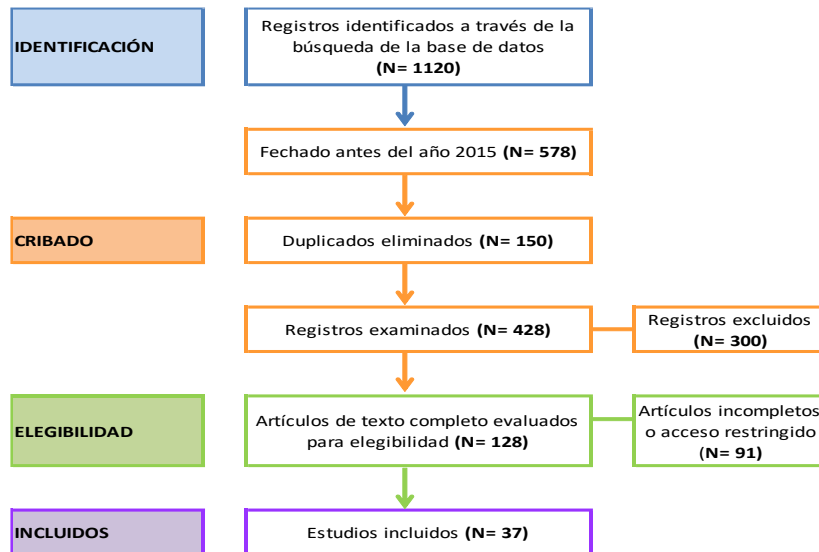 IDENTIFICACIÓN
Registros identificados a través de la
búsqueda de la base de datos
(N= 1120)
Fechado antes del año 2015 (N= 578)
CRIBADO
Duplicados eliminados (N= 150)
Registros examinados (N= 428)
Registros excluidos
(N= 300)
ELEGIBILIDAD
Artículos de texto completo evaluados
para elegibilidad (N= 128)
Artículos incompletos
o acceso restringido
(N= 91)
INCLUIDOS
Estudios incluidos (N= 37)